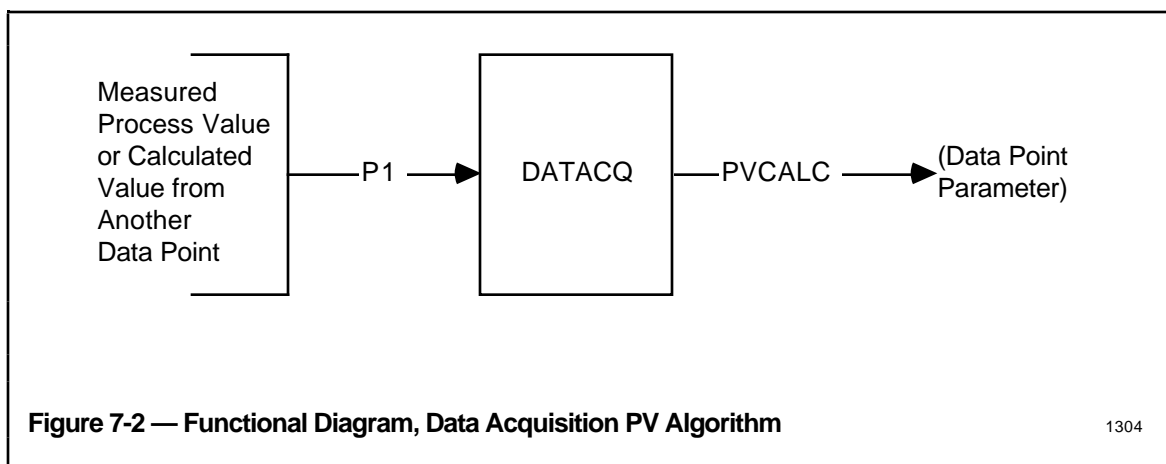 Measured
Process Value
or Calculated
Value from
Another
Data Point
P1
DATACQ
PVCALC
(Data Point
Parameter)
Figure 7-2 — Functional Diagram, Data Acquisition PV Algorithm
1304